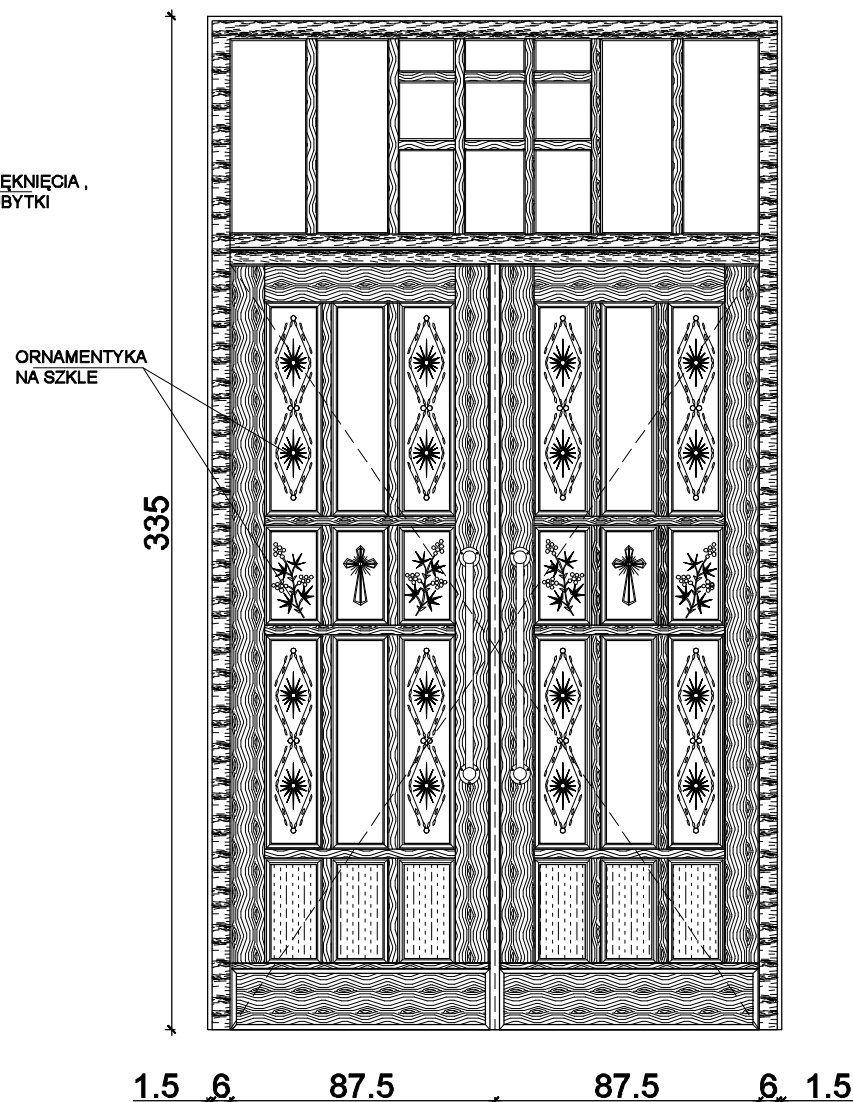 ĘKNIĘCIA ,
BYTKI
ORNAMENTYKA
NA SZKLE
335
1.5 6 87.5 87.5 6 1.5